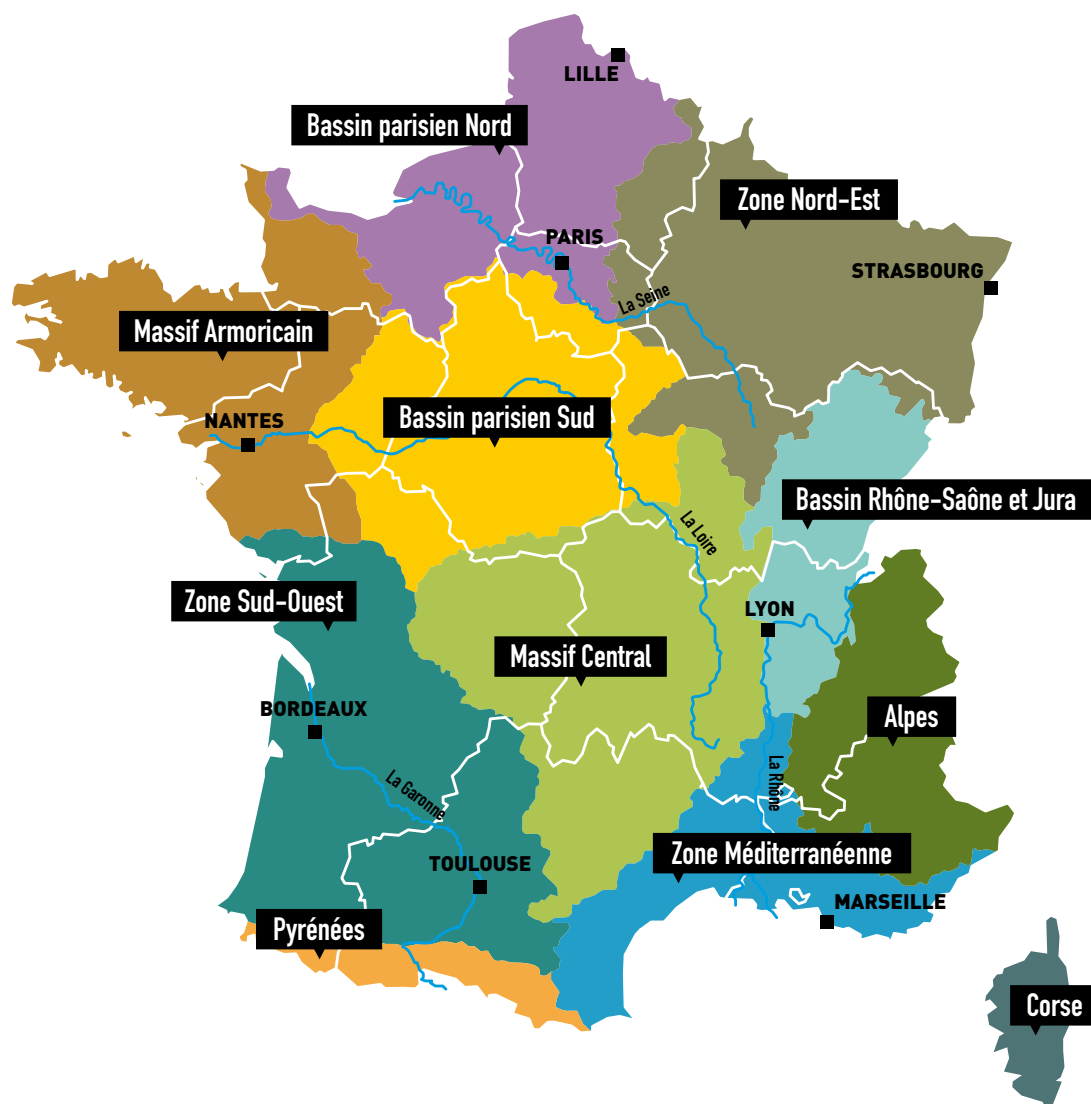 LILLE
Bassin parisien Nord
Zone Nord-Est
PARIS
STRASBOURG
La Seine
Massif Armoricain
NANTES
Bassin parisien Sud
Bassin Rhône-Saône et Jura
La Loire
Zone Sud-Ouest
LYON
Massif Central
BORDEAUX
Alpes
La Rhône
La Garonne
TOULOUSE
Zone Méditerranéenne
MARSEILLE
Pyrénées
Corse